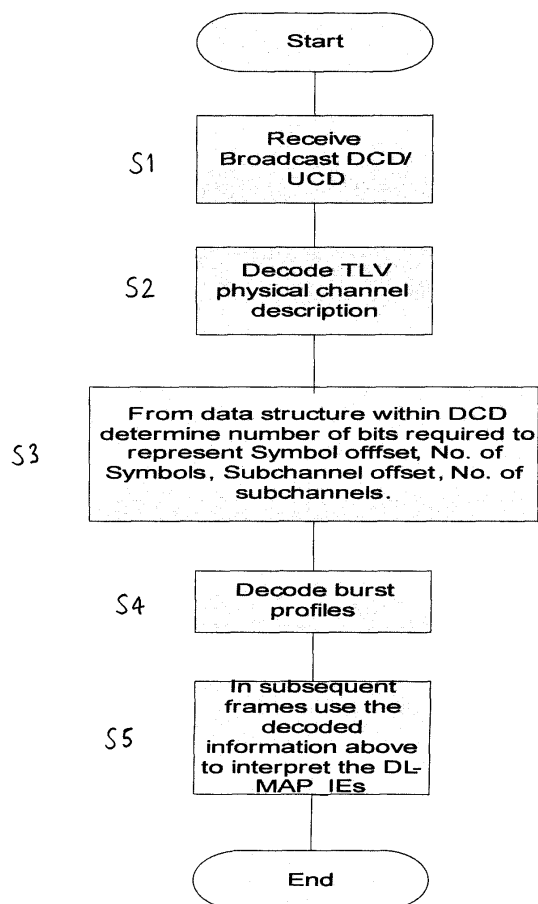 Start
S1
Receive
Broadcast DCD/
UCD
S2
Decode TLV
physical channel
description
S3
From data structure within DCD
determine number of bits required to
represent Symbol offfset, No. of
Symbols, Subchannel offset, No. of
subchannels.
S4
Decode burst
profiles
S5
In subsequent
frames use the
decoded
information above
to interpret the DL-
MAP_IEs
End